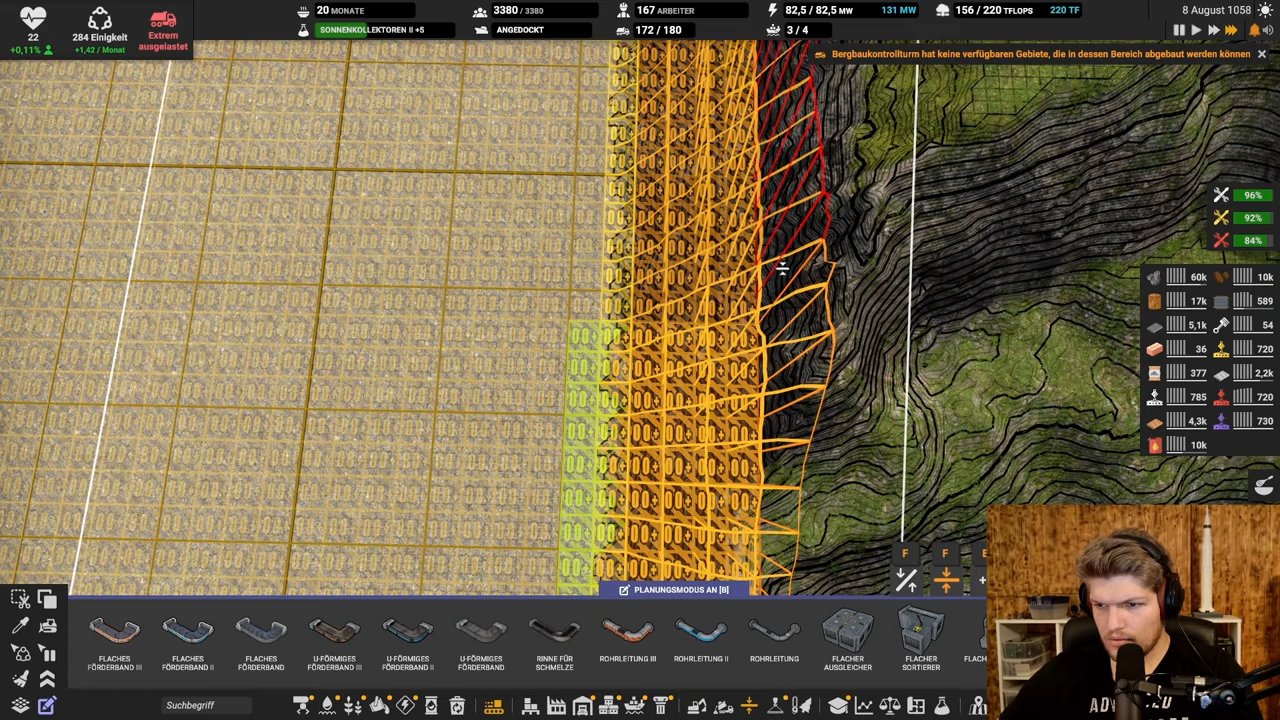 22
+0,11%
284 Einigkeit
+1,42 / Monat
Extrem
ausgelastet
20 MONATE
SONNENKOLLEKTOREN II +5
3380 / 3380
ANGEDOCKT
167 ARBEITER
172 / 180
82,5 / 82,5 MW
131 MW
3 / 4
156 / 220 TFLOPS
220 TF
8 August 1058
Bergbaukontrollturm hat keine verfügbaren Gebiete, die in dessen Bereich abgebaut werden können
96%
92%
84%
60k
10k
17k
589
5,1k
54
36
720
377
2,2k
785
720
4,3k
730
10k
F
F
PLANUNGSMODUS AN [B]
FLACHES
FÖRDERBAND III
FLACHES
FÖRDERBAND II
FLACHES
FÖRDERBAND
U-FÖRMIGES
FÖRDERBAND III
U-FÖRMIGES
FÖRDERBAND II
U-FÖRMIGES
FÖRDERBAND
RINNE FÜR
SCHMELZE
ROHRLEITUNG III
ROHRLEITUNG II
ROHRLEITUNG
FLACHER
AUSGLEICHER
FLACHER
SORTIERER
Suchbegriff